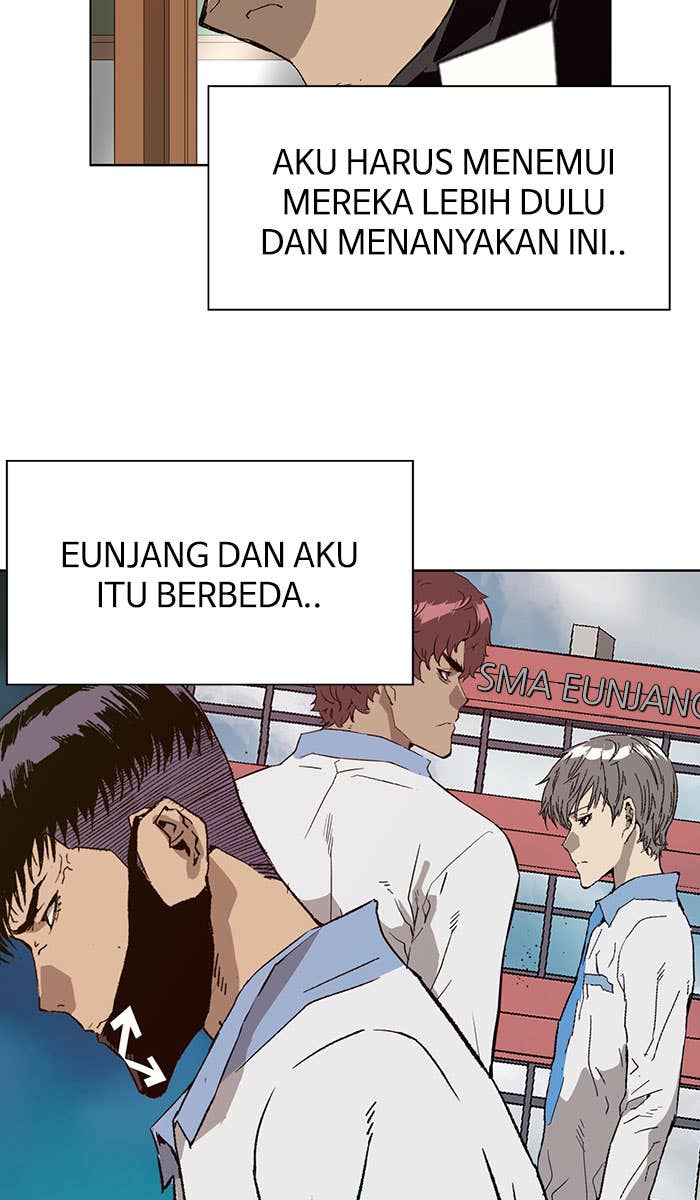 AKU HARUS MENEMUI
MEREKA LEBIH DULU
DAN MENANYAKAN INI..
EUNJANG DAN AKU
ITU BERBEDA..
SMA EUNJANG